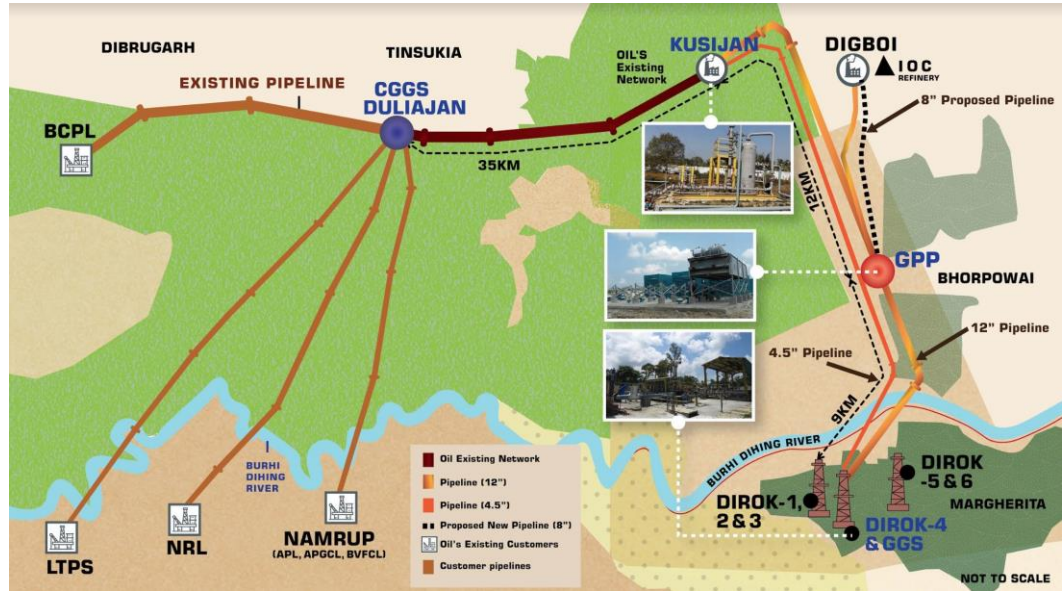 DIBRUGARH
TINSUKIA
EXISTING PIPELINE
CGGS
DULIAJAN
BCPL
35KM
OIL'S
Existing
Network
KUSIJAN
DIGBOI
IOC
REFINERY
8" Proposed Pipeline
12KM
GPP
BHORPOWAI
12" Pipeline
4.5" Pipeline
9KM
BURHI DIHING RIVER
BURHI
DIHING
RIVER
LTPS
NRL
NAMRUP
(APL, APGCL, BVFCL)
Oil Existing Network
Pipeline (12")
Pipeline (4.5")
Proposed New Pipeline (8")
Oil's Existing Customers
Customer pipelines
DIROK-1,
2 & 3
DIROK
-5 & 6
DIROK-4
& GGS
MARGHERITA
NOT TO SCALE